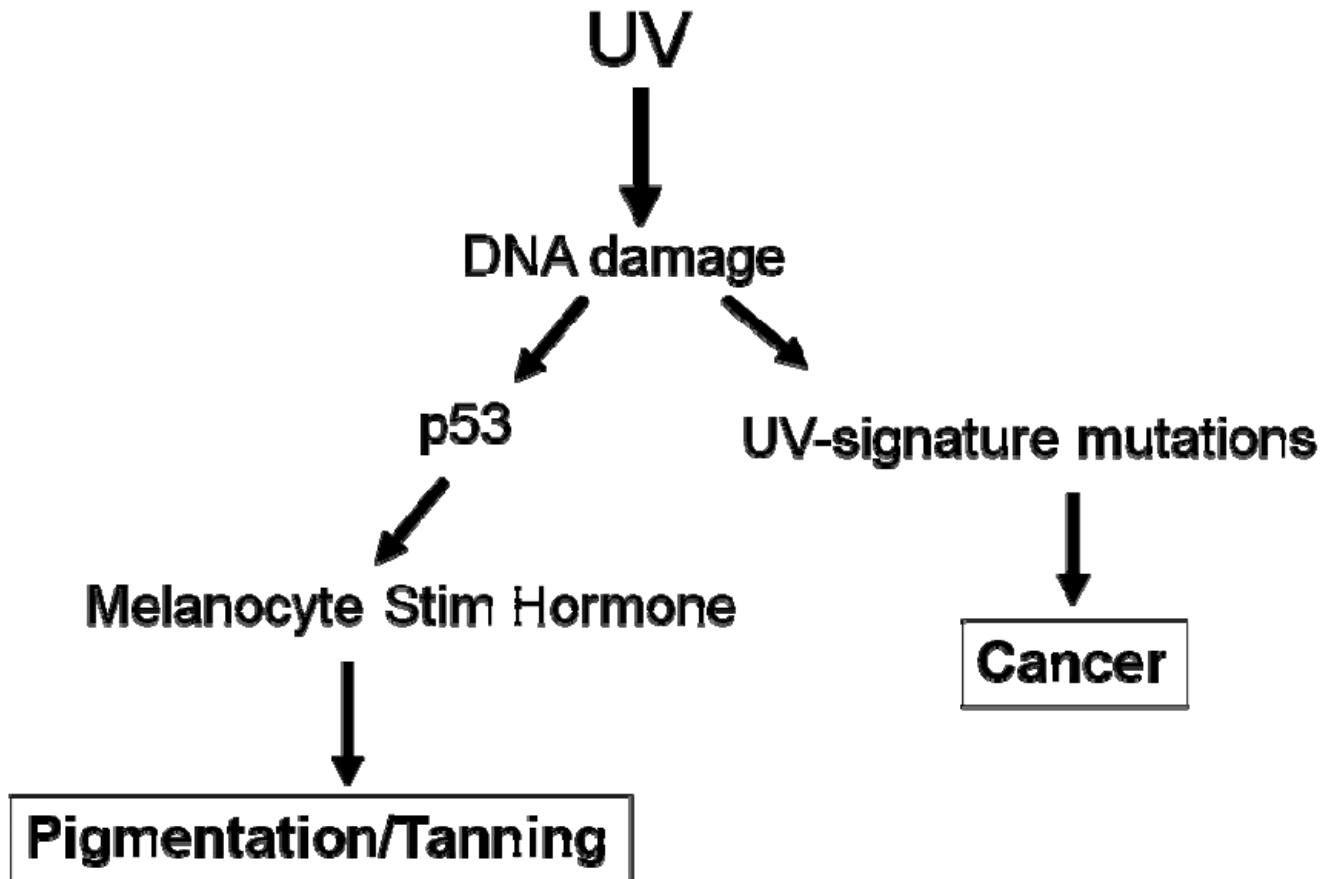 UV
DNA damage
p53
UV-signature mutations
Melanocyte Stim Hormone
Cancer
Pigmentation/Tanning